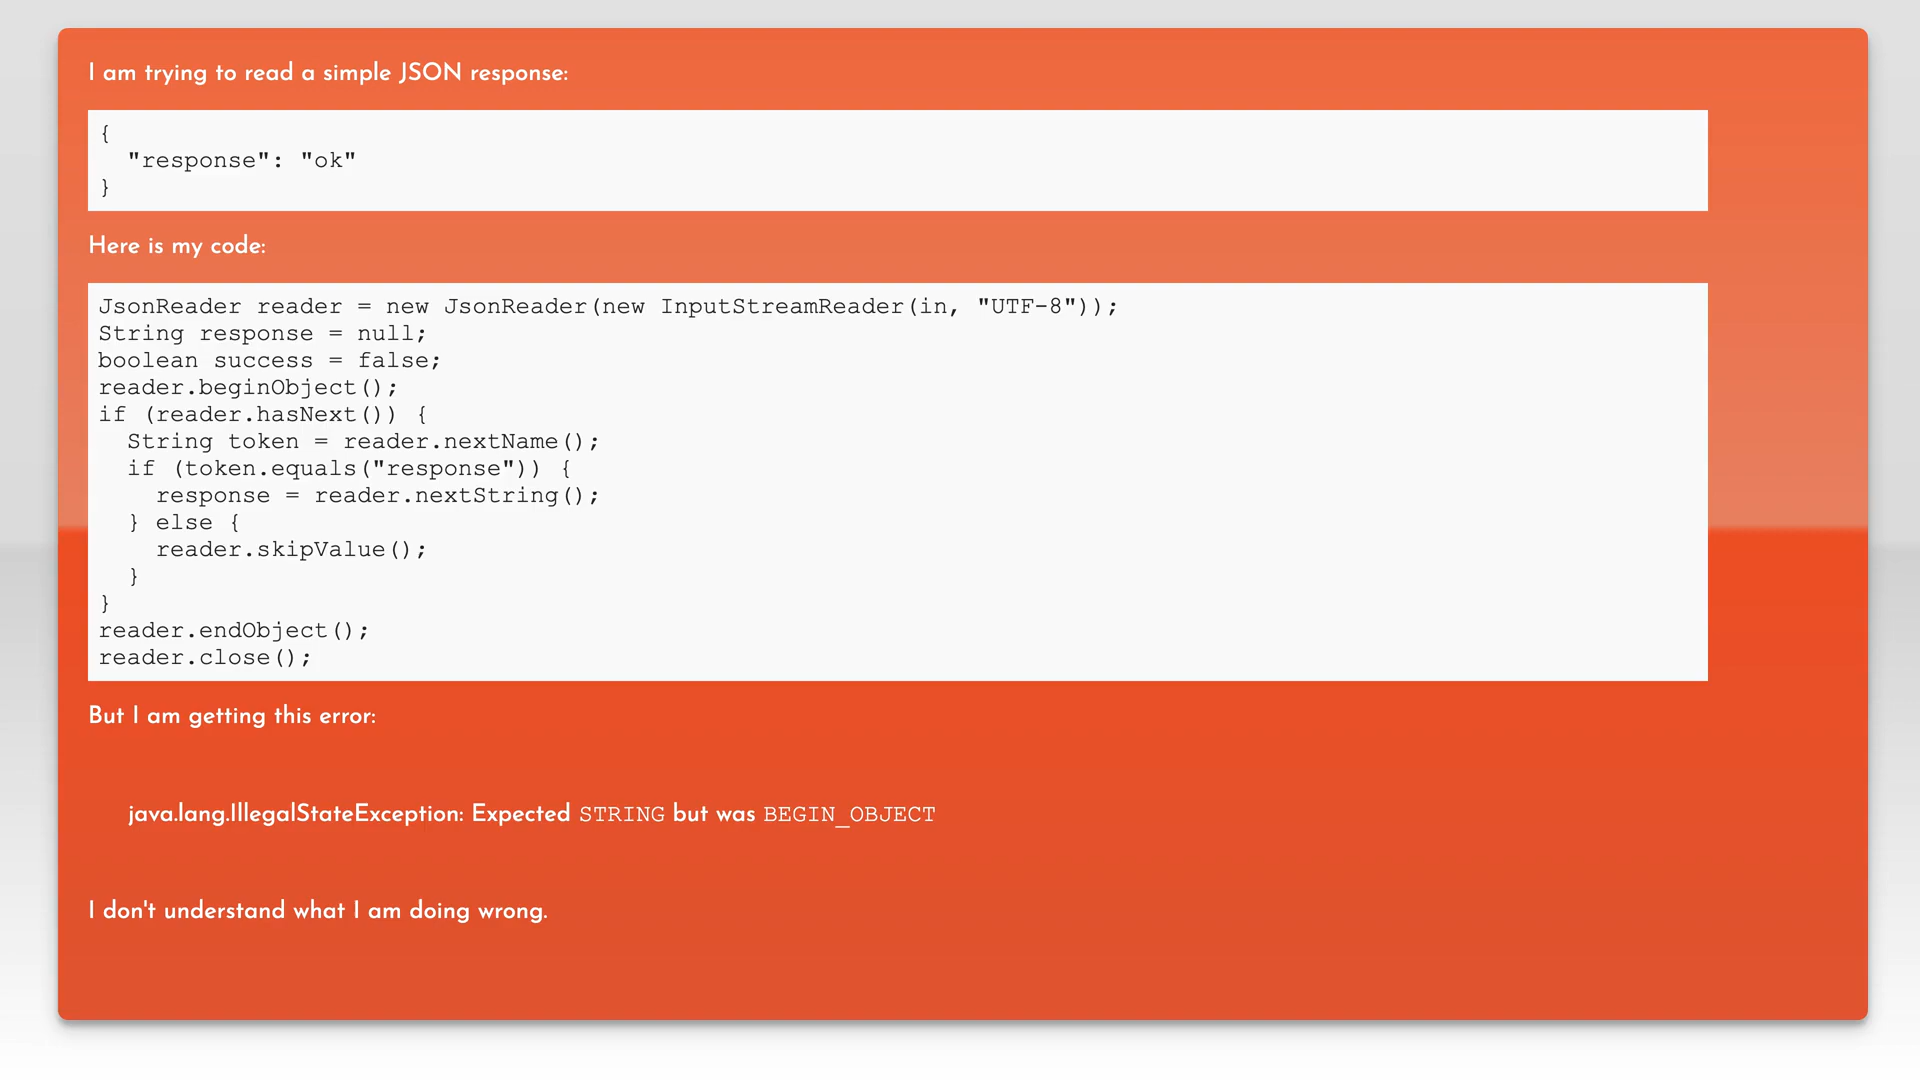 I am trying to read a simple JSON response:
{
  "response": "ok"
}
Here is my code:
JsonReader reader = new JsonReader(new InputStreamReader(in, "UTF-8"));
String response = null;
boolean success = false;
reader.beginObject();
if (reader.hasNext()) {
  String token = reader.nextName();
  if (token.equals("response")) {
    response = reader.nextString();
  } else {
    reader.skipValue();
  }
}
reader.endObject();
reader.close();
But I am getting this error:
java.lang.IllegalStateException: Expected STRING but was BEGIN_OBJECT
I don't understand what I am doing wrong.